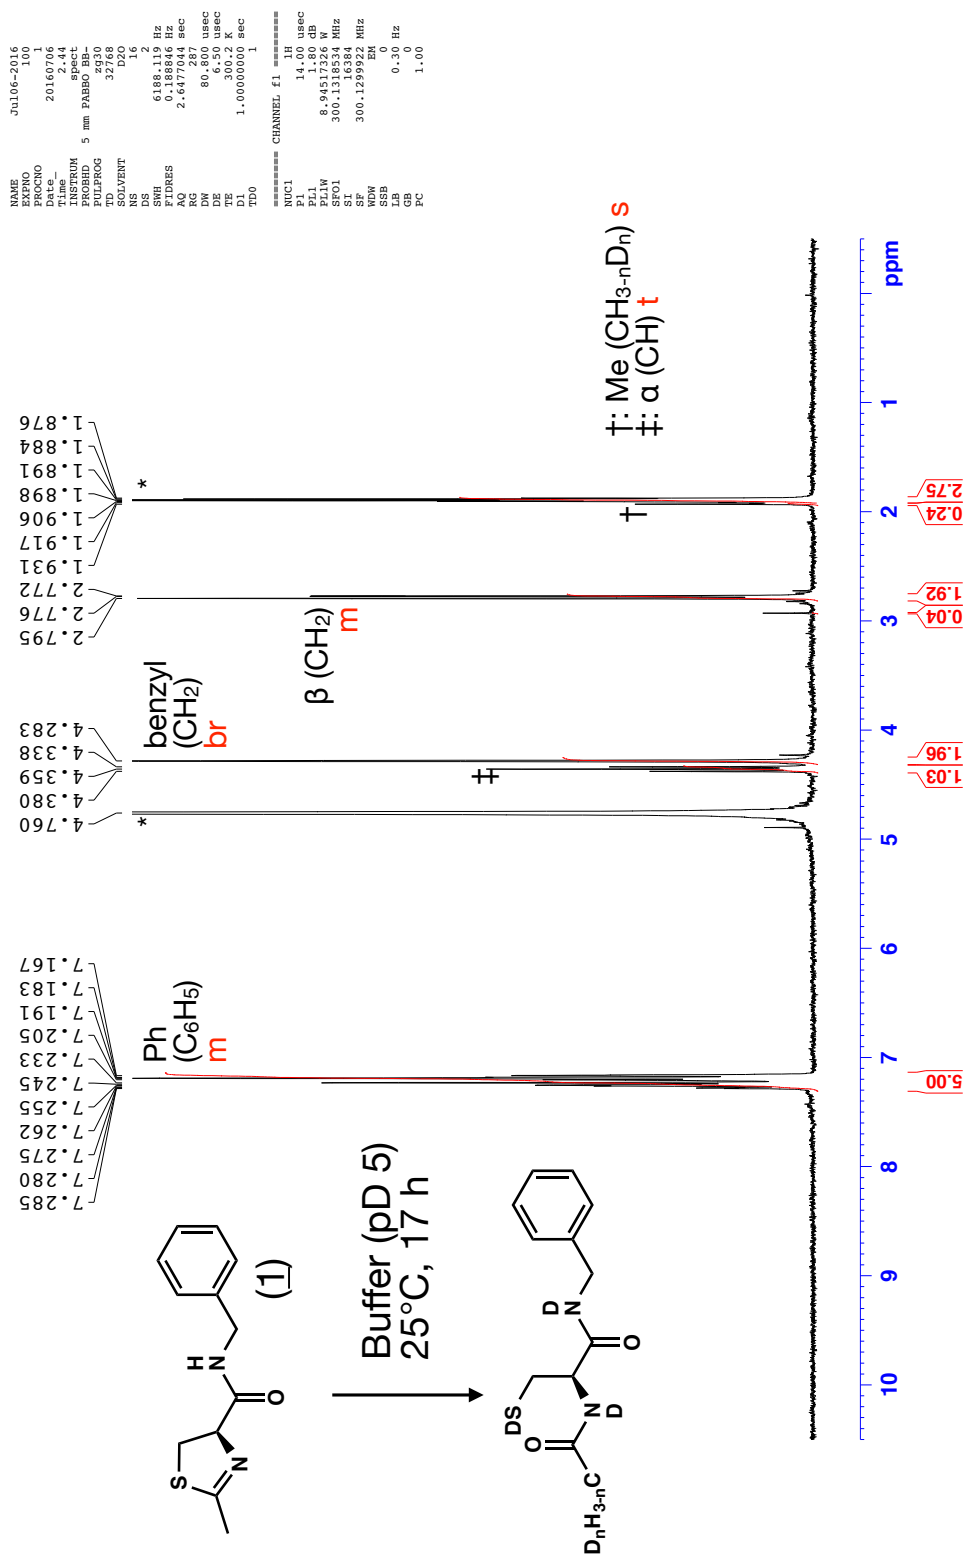 NAME Jul06-2016
EXPNO 100
PROCNO 1
Date_ 20160706
Time 2.44
INSTRUM spect
PROBHD 5 mm PABBO BB-
PULPROG zg30
TD 32768
SOLVENT D2O
NS 16
DS 2
SWH 6188.119 Hz
FIDRES 0.188846 Hz
AQ 2.6477044 sec
RG 287
DW 80.800 usec
DE 6.50 usec
TE 300.2 K
D1 1.00000000 sec
TD0 1
======== CHANNEL f1 ========
NUC1 1H
P1 14.00 usec
PL1 1.80 dB
PL1W 8.94517326 W
SFO1 300.1318534 MHz
SI 16384
SF 300.1299922 MHz
WDW EM
SSB 0
LB 0.30 Hz
GB 0
PC 1.00
7.285
7.280
7.275
7.262
7.255
7.245
7.233
7.205
7.191
7.183
7.167
4.760
4.380
4.359
4.338
4.283
2.795
2.776
2.772
1.931
1.917
1.906
1.898
1.891
1.884
1.876
Ph
(C6H5)
m
*
benzyl
(CH2)
br
‡
β (CH2)
m
†
*
†: Me (CH3-nDn) s
‡: α (CH) t
S
N
H
N
O
(1)
Buffer (pD 5)
25°C, 17 h
DnH3-nC
O
N
D
DS
O
D
N
10 9 8 7 6 5 4 3 2 1 ppm
5.00
1.03
1.96
0.04
1.92
0.24
2.75